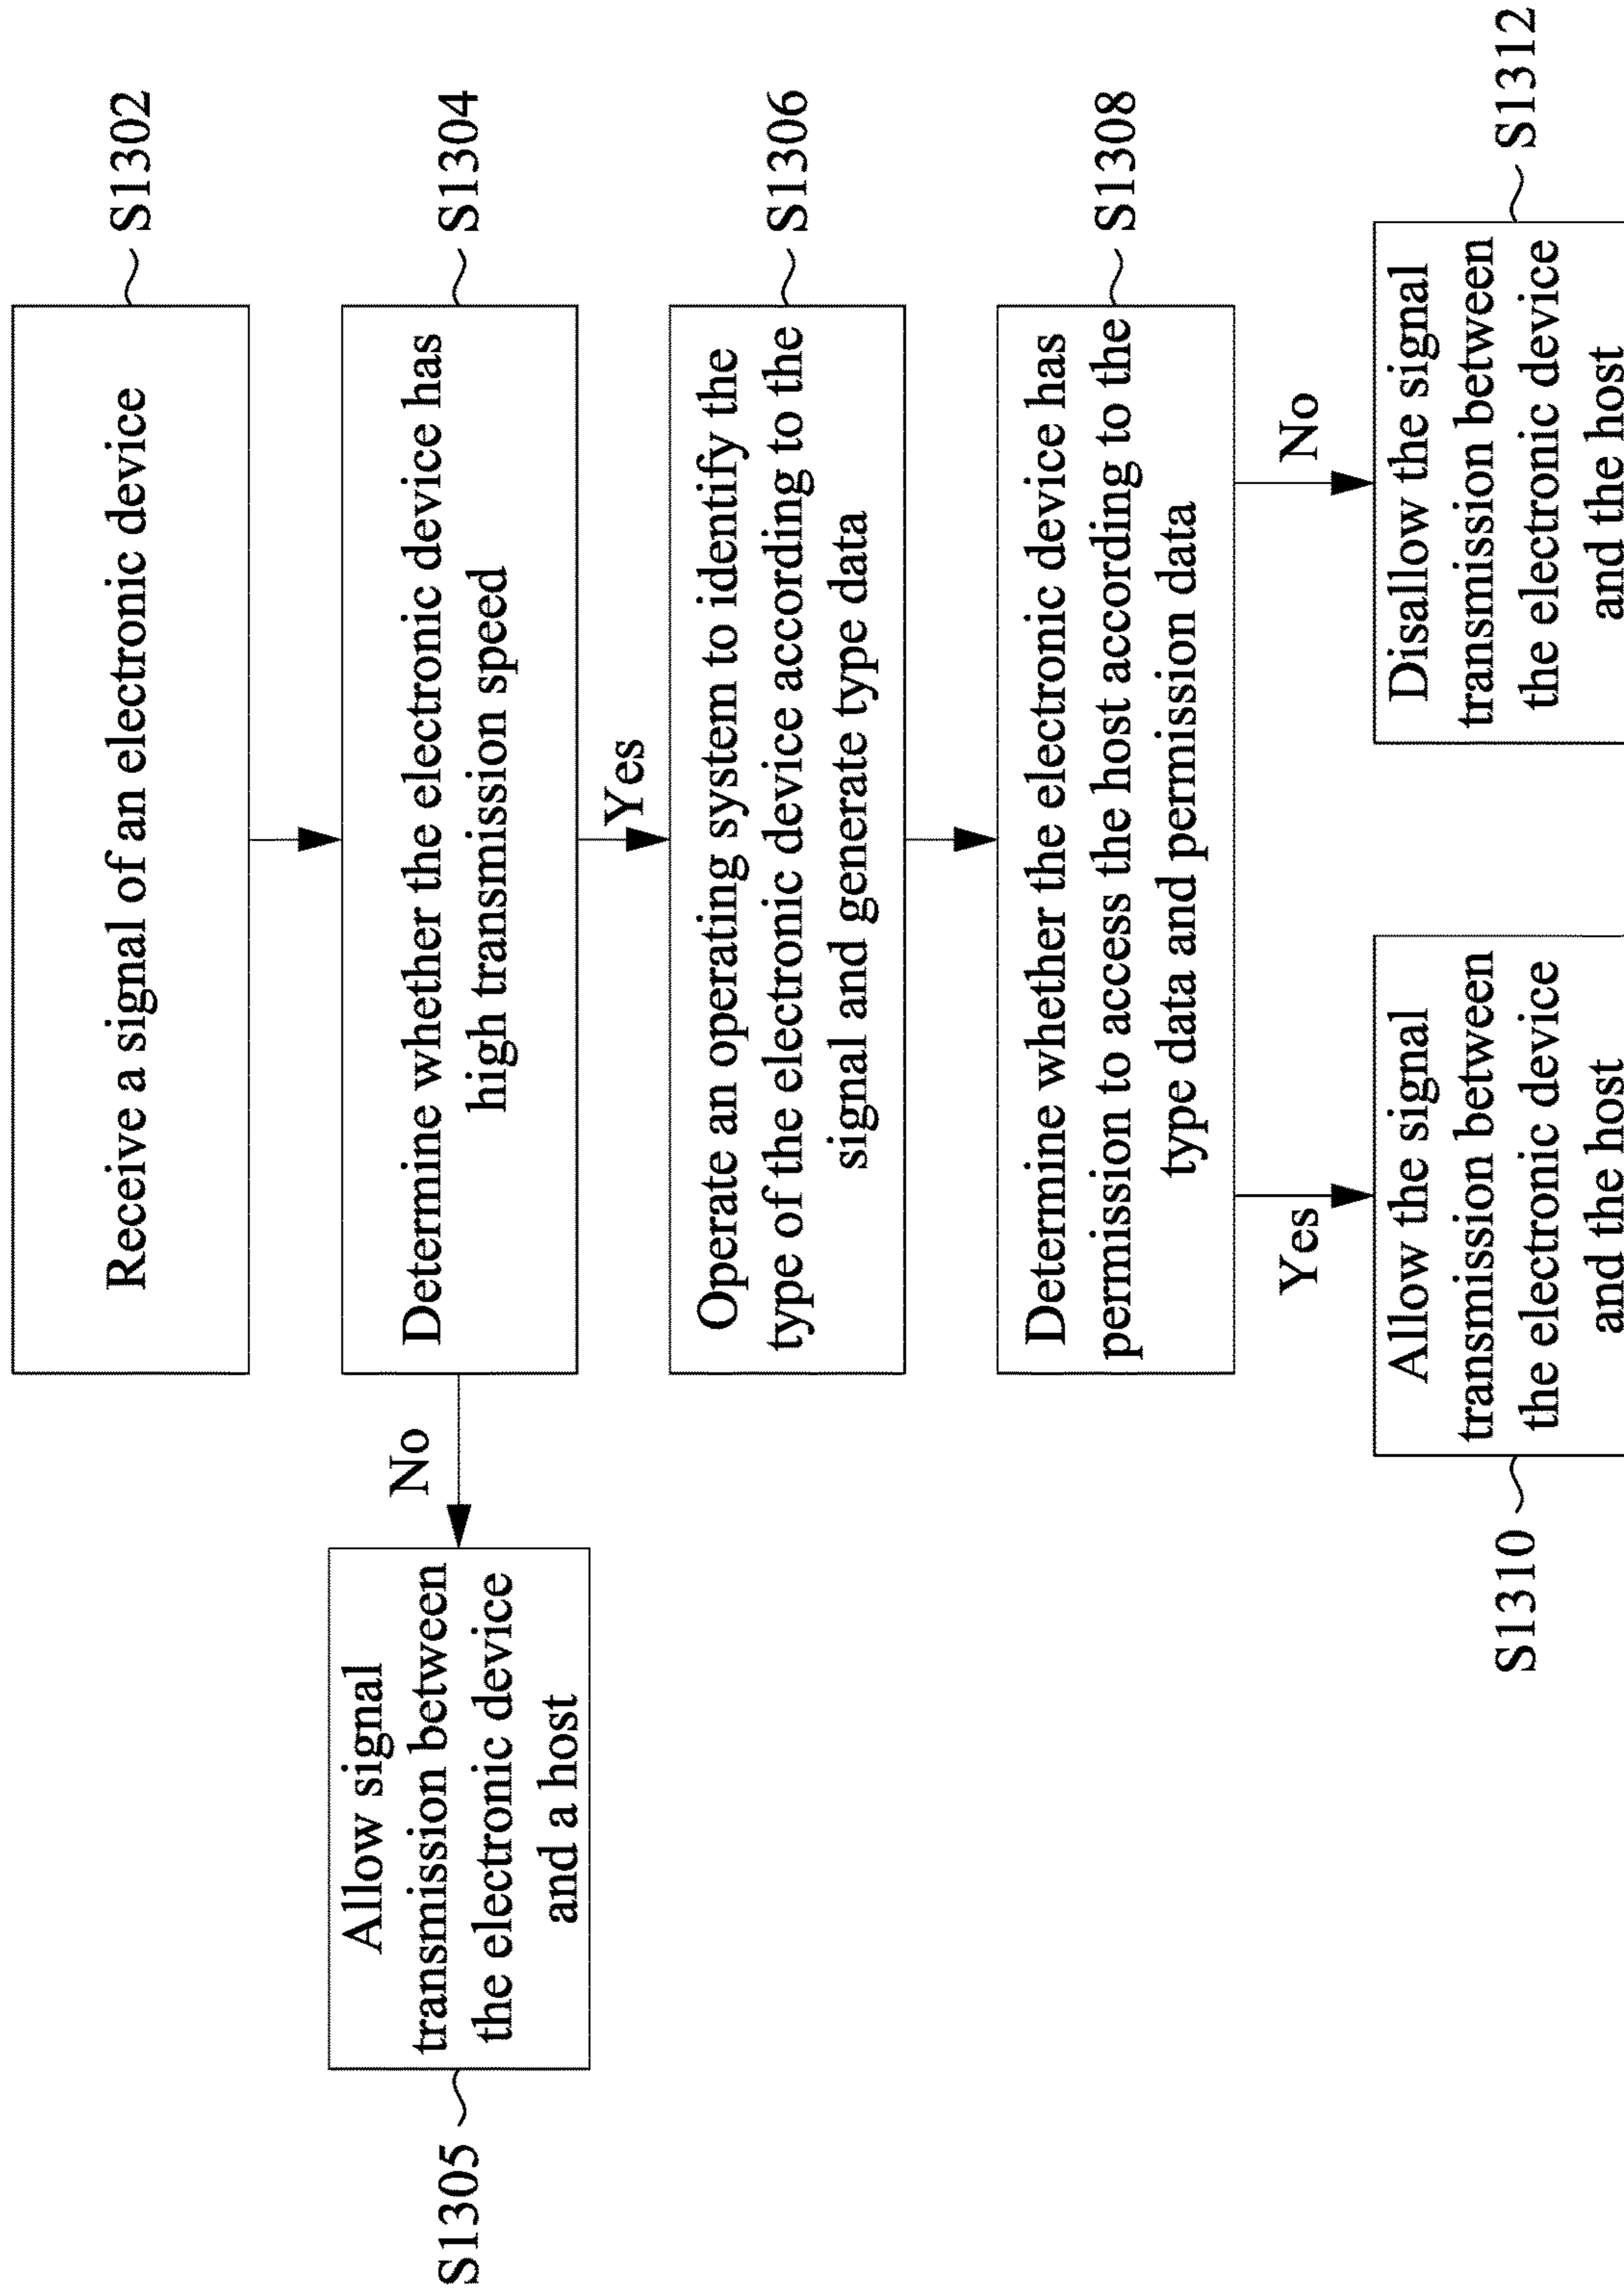 Receive a signal of an electronic device
S1302
Determine whether the electronic device has
high transmission speed
S1304
No
Allow signal
transmission between
the electronic device
and a host
S1305
Yes
Operate an operating system to identify the
type of the electronic device according to the
signal and generate type data
S1306
Determine whether the electronic device has
permission to access the host according to the
type data and permission data
S1308
Yes
No
Allow the signal
transmission between
the electronic device
and the host
S1310
Disallow the signal
transmission between
the electronic device
and the host
S1312